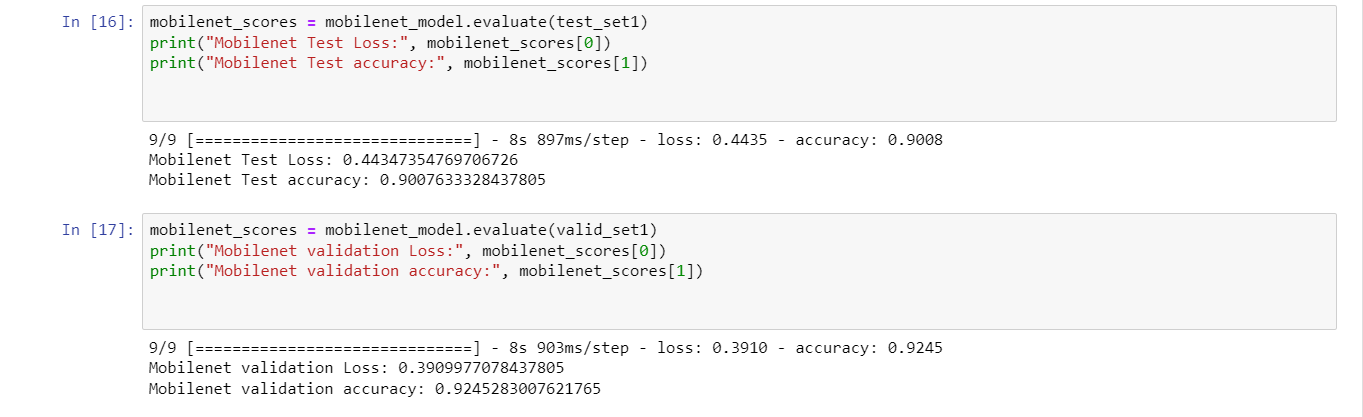 In [16]: mobilenet_scores = mobilenet_model.evaluate(test_set1)
print("Mobilenet Test Loss:", mobilenet_scores[0])
print("Mobilenet Test accuracy:", mobilenet_scores[1])
9/9 [==============================] - 8s 897ms/step - loss: 0.4435 - accuracy: 0.9008
Mobilenet Test Loss: 0.44347354769706726
Mobilenet Test accuracy: 0.9007633328437805
In [17]: mobilenet_scores = mobilenet_model.evaluate(valid_set1)
print("Mobilenet validation Loss:", mobilenet_scores[0])
print("Mobilenet validation accuracy:", mobilenet_scores[1])
9/9 [==============================] - 8s 903ms/step - loss: 0.3910 - accuracy: 0.9245
Mobilenet validation Loss: 0.3909977078437805
Mobilenet validation accuracy: 0.9245283007621765